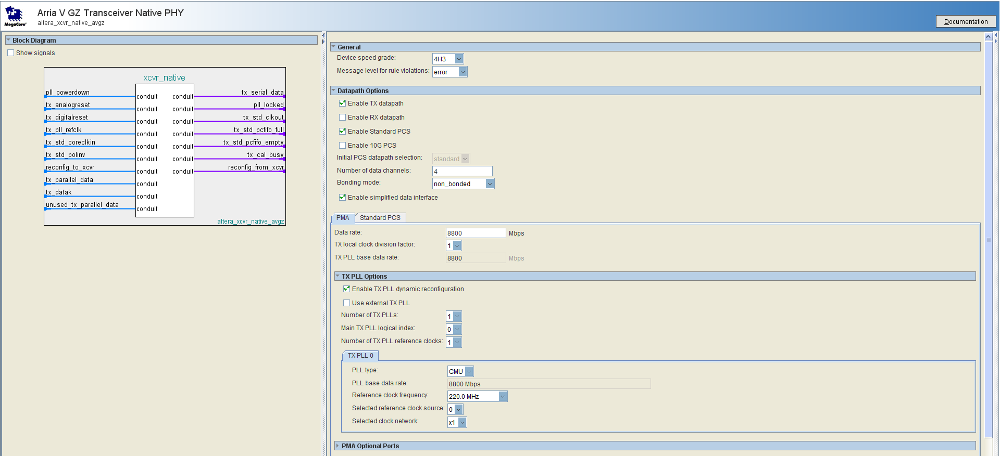 Arria V GZ Transceiver Native PHY
altera_xcvr_native_avgz
MegaCore®
Documentation
Block Diagram
Show signals
xcvr_native
pll_powerdown
conduit
conduit
tx_serial_data
tx_analogreset
conduit
conduit
pll_locked
tx_digitalreset
conduit
conduit
tx_std_clkout
tx_pll_refclk
conduit
conduit
tx_std_pcfifo_full
tx_std_coreclkin
conduit
conduit
tx_std_pcfifo_empty
tx_std_polinv
conduit
conduit
tx_cal_busy
reconfig_to_xcvr
conduit
conduit
reconfig_from_xcvr
tx_parallel_data
conduit
tx_datak
conduit
unused_tx_parallel_data
conduit
altera_xcvr_native_avgz
General
Device speed grade: 4H3
Message level for rule violations: error
Datapath Options
Enable TX datapath
Enable RX datapath
Enable Standard PCS
Enable 10G PCS
Initial PCS datapath selection: standard
Number of data channels: 4
Bonding mode: non_bonded
Enable simplified data interface
PMA Standard PCS
Data rate: 8800 Mbps
TX local clock division factor: 1
TX PLL base data rate: 8800 Mbps
TX PLL Options
Enable TX PLL dynamic reconfiguration
Use external TX PLL
Number of TX PLLs: 1
Main TX PLL logical index: 0
Number of TX PLL reference clocks: 1
TX PLL 0
PLL type: CMU
PLL base data rate: 8800 Mbps
Reference clock frequency: 220.0 MHz
Selected reference clock source: 0
Selected clock network: x1
PMA Optional Ports